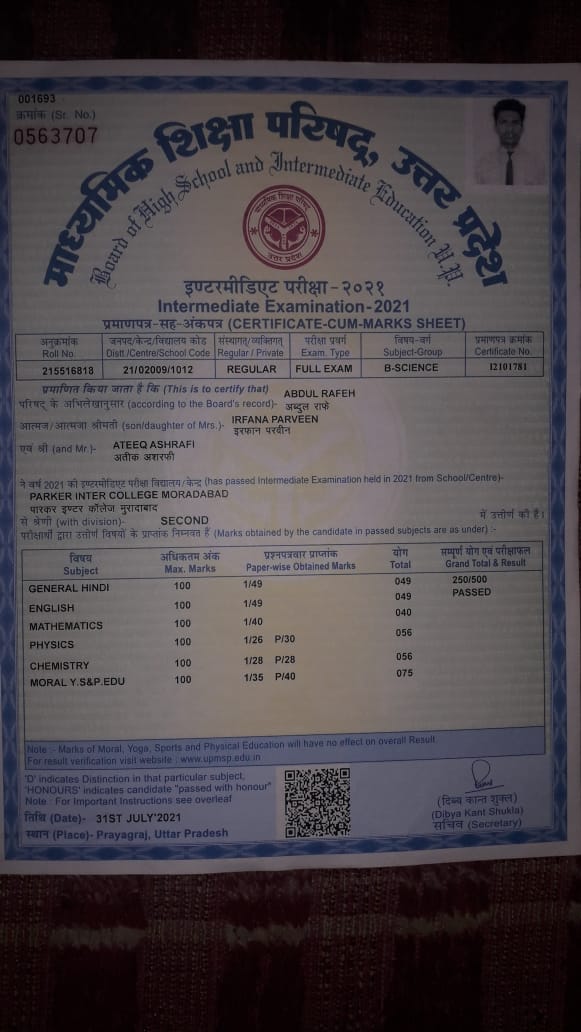 001693
क्रमांक (Sr. No.)
0563707
माध्यमिक शिक्षा परिषद्, उत्तर प्रदेश
Board of High School and Intermediate Education U.P.
माध्यमिक शिक्षा परिषद्
उत्तर प्रदेश
इण्टरमीडिएट परीक्षा-२०२१
Intermediate Examination-2021
प्रमाणपत्र-सह-अंकपत्र (CERTIFICATE-CUM-MARKS SHEET)
अनुक्रमांक जनपद/केन्द्र/विद्यालय कोड संस्थागत/व्यक्तिगत परीक्षा प्रवर्ग विषय-वर्ग प्रमाणपत्र क्रमांक
Roll No. Distt./Centre/School Code Regular / Private Exam. Type Subject-Group Certificate No.
215516818 21/02009/1012 REGULAR FULL EXAM B-SCIENCE 12101781
प्रमाणित किया जाता है कि (This is to certify that) ABDUL RAFEH
परिषद् के अभिलेखानुसार (according to the Board's record)- अब्दुल राफे
आत्मज/आत्मजा श्रीमती (son/daughter of Mrs.)- IRFANA PARVEEN
इरफान परवीन
एवं श्री (and Mr.)- ATEEQ ASHRAFI
अतीक अशरफी
ने वर्ष 2021 की इण्टरमीडिएट परीक्षा विद्यालय/केन्द्र (has passed Intermediate Examination held in 2021 from School/Centre)-
PARKER INTER COLLEGE MORADABAD
पारकर इण्टर कॉलेज मुरादाबाद
से श्रेणी (with division)- SECOND में उत्तीर्ण की है।
परीक्षार्थी द्वारा उत्तीर्ण विषयों के प्राप्तांक निम्नवत हैं (Marks obtained by the candidate in passed subjects are as under) :-
विषय अधिकतम अंक प्रश्नपत्रवार प्राप्तांक योग सम्पूर्ण योग एवं परीक्षाफल
Subject Max. Marks Paper-wise Obtained Marks Total Grand Total & Result
GENERAL HINDI 100 1/49 049 250/500
ENGLISH 100 1/49 049 PASSED
MATHEMATICS 100 1/40 040
PHYSICS 100 1/26 P/30 056
CHEMISTRY 100 1/28 P/28 056
MORAL Y.S&P.EDU 100 1/35 P/40 075
Note :- Marks of Moral, Yoga, Sports and Physical Education will have no effect on overall Result
For result verification visit website : www.upmsp.edu.in
'D' indicates Distinction in that particular subject,
'HONOURS' indicates candidate "passed with honour"
Note : For Important Instructions see overleaf
तिथि (Date)- 31ST JULY'2021
स्थान (Place)- Prayagraj, Uttar Pradesh
(दिब्य कान्त शुक्ल)
(Dibya Kant Shukla)
सचिव (Secretary)